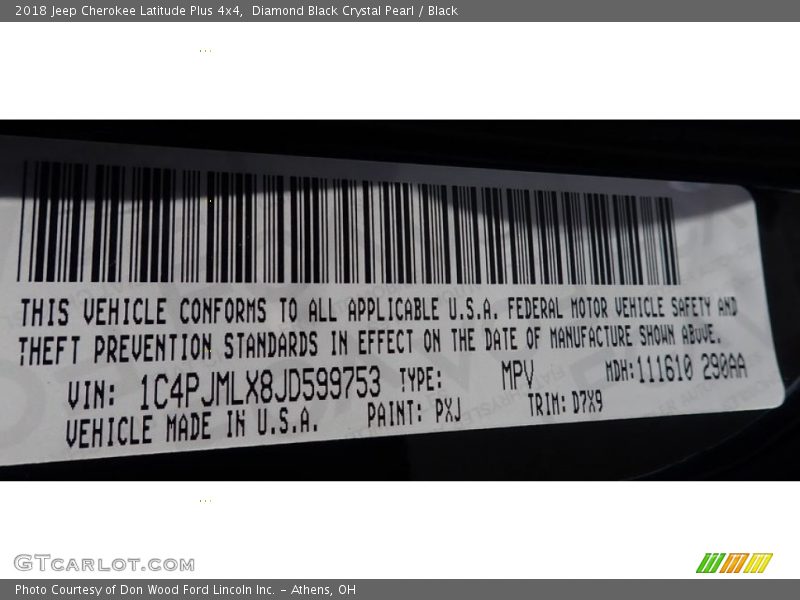 2018 Jeep Cherokee Latitude Plus 4x4,  Diamond Black Crystal Pearl / Black
THIS VEHICLE CONFORMS TO ALL APPLICABLE U.S.A. FEDERAL MOTOR VEHICLE SAFETY AND
THEFT PREVENTION STANDARDS IN EFFECT ON THE DATE OF MANUFACTURE SHOWN ABOVE.
VIN: 1C4PJMLX8JD599753 TYPE: MPV MDH: 111610 290AA
VEHICLE MADE IN U.S.A. PAINT: PXJ TRIM: D7X9
GTCARLOT.COM
Photo Courtesy of Don Wood Ford Lincoln Inc. - Athens, OH